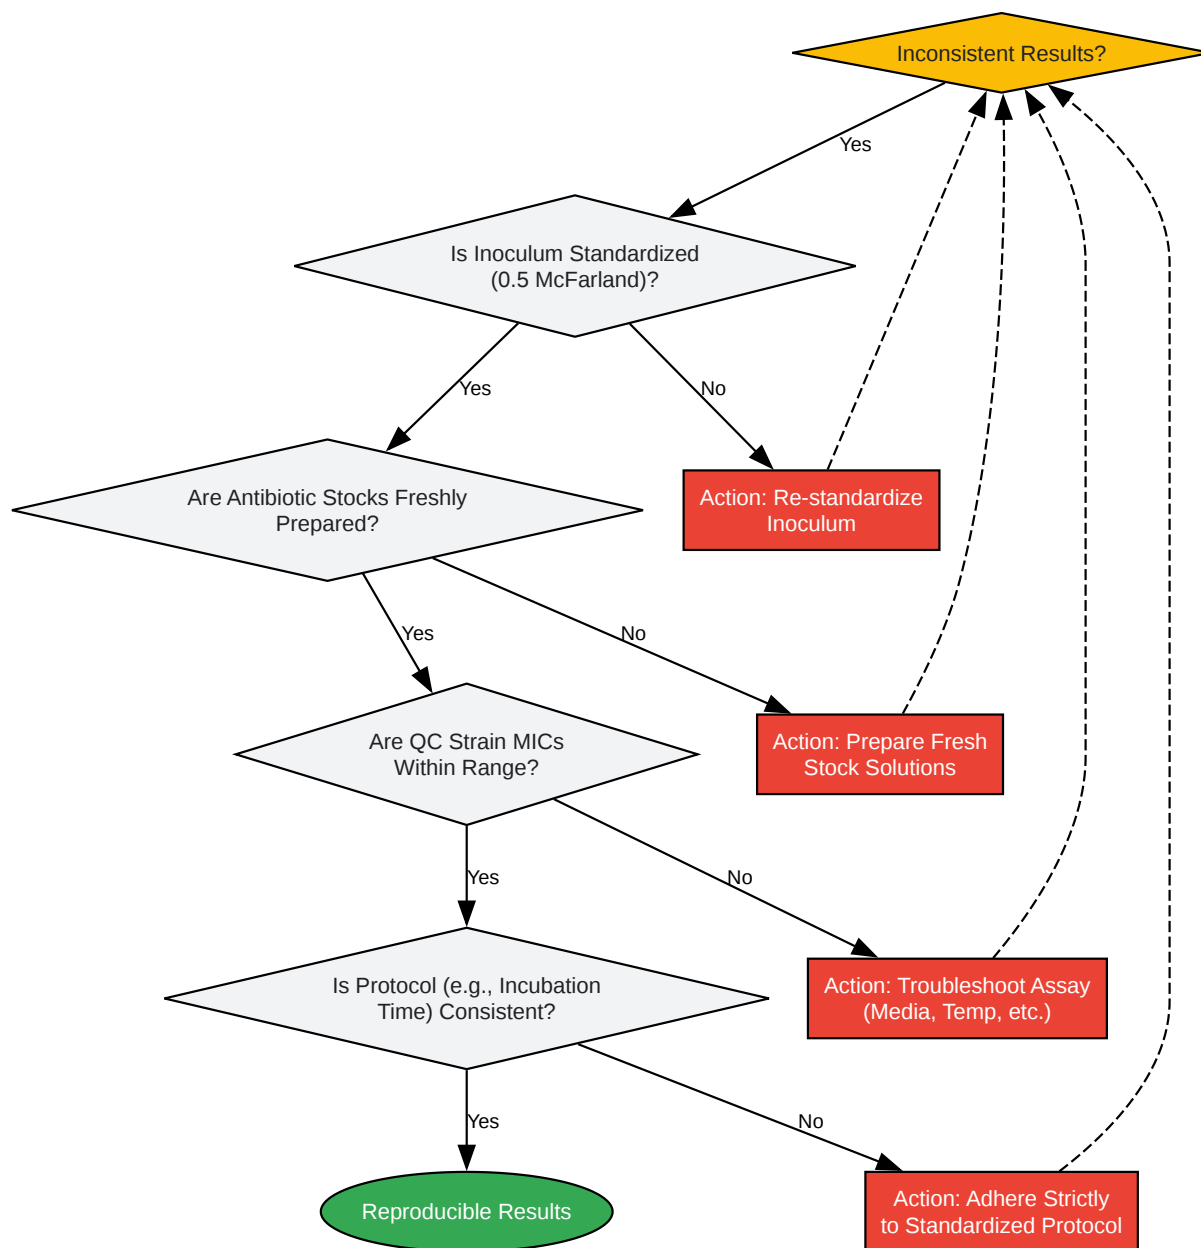 Inconsistent Results?
Yes
Is Inoculum Standardized
(0.5 McFarland)?
Yes
No
Are Antibiotic Stocks Freshly
Prepared?
Action: Re-standardize
Inoculum
Yes
No
Are QC Strain MICs
Within Range?
Action: Prepare Fresh
Stock Solutions
Yes
No
Is Protocol (e.g., Incubation
Time) Consistent?
Action: Troubleshoot Assay
(Media, Temp, etc.)
Yes
No
Reproducible Results
Action: Adhere Strictly
to Standardized Protocol